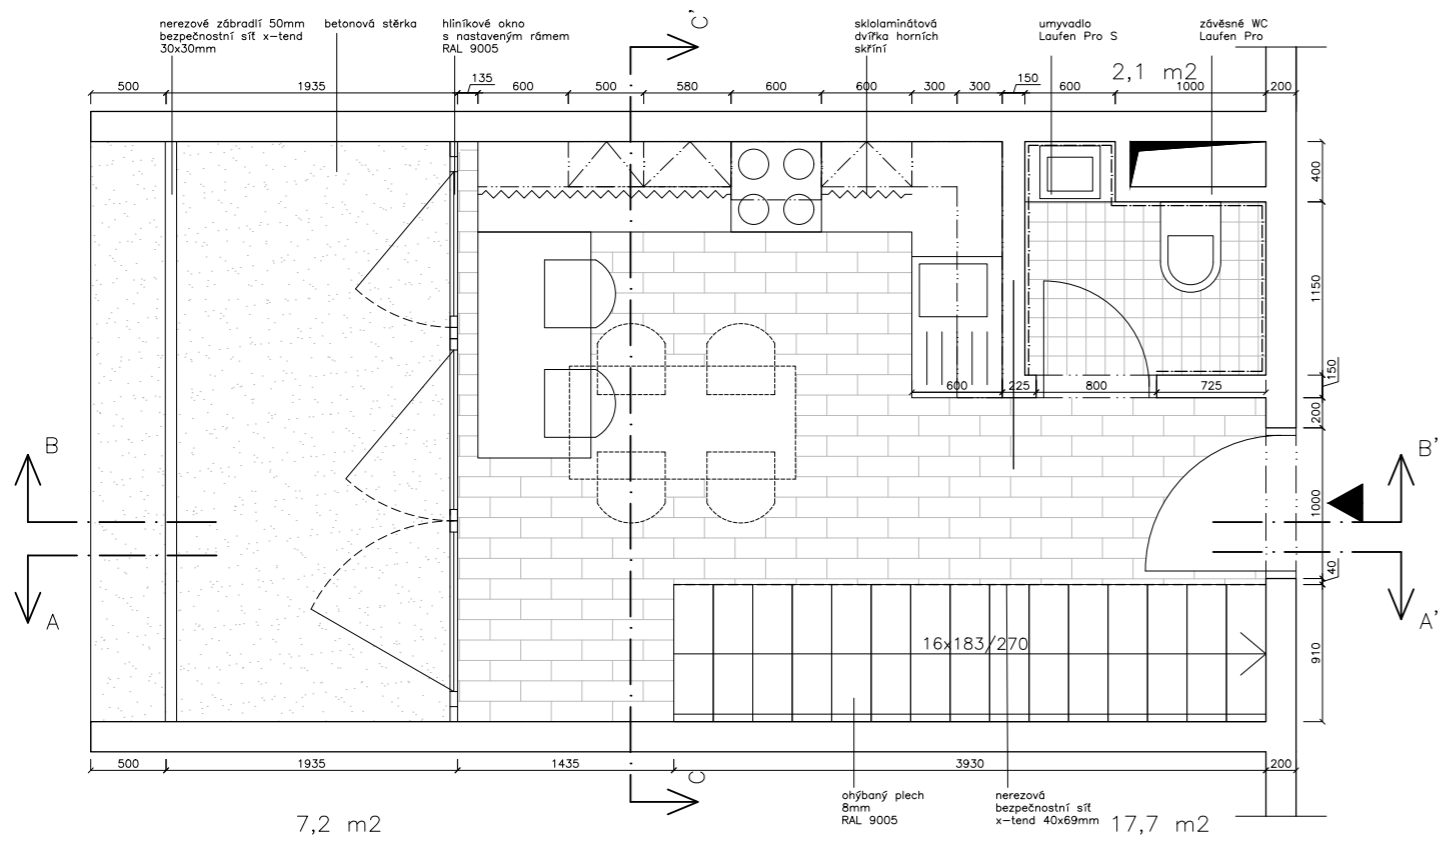 nerezové zábradlí 50mm
bezpečnostní síť x-tend
30x30mm
betonová stěrka
hliníkové okno
s nastaveným rámem
RAL 9005
C'
sklolaminátová
dvířka horních
skříní
umyvadlo
Laufen Pro S
závěsné WC
Laufen Pro
2,1 m2
500
1935
135
600
500
580
600
600
300
300
150
600
1000
200
400
1150
150
200
1000
40
910
600
225
800
725
B
A
B'
A'
16x183/270
500
1935
1435
3930
200
C
ohýbaný plech
8mm
RAL 9005
nerezová
bezpečnostní síť
x-tend 40x69mm
7,2 m2
17,7 m2